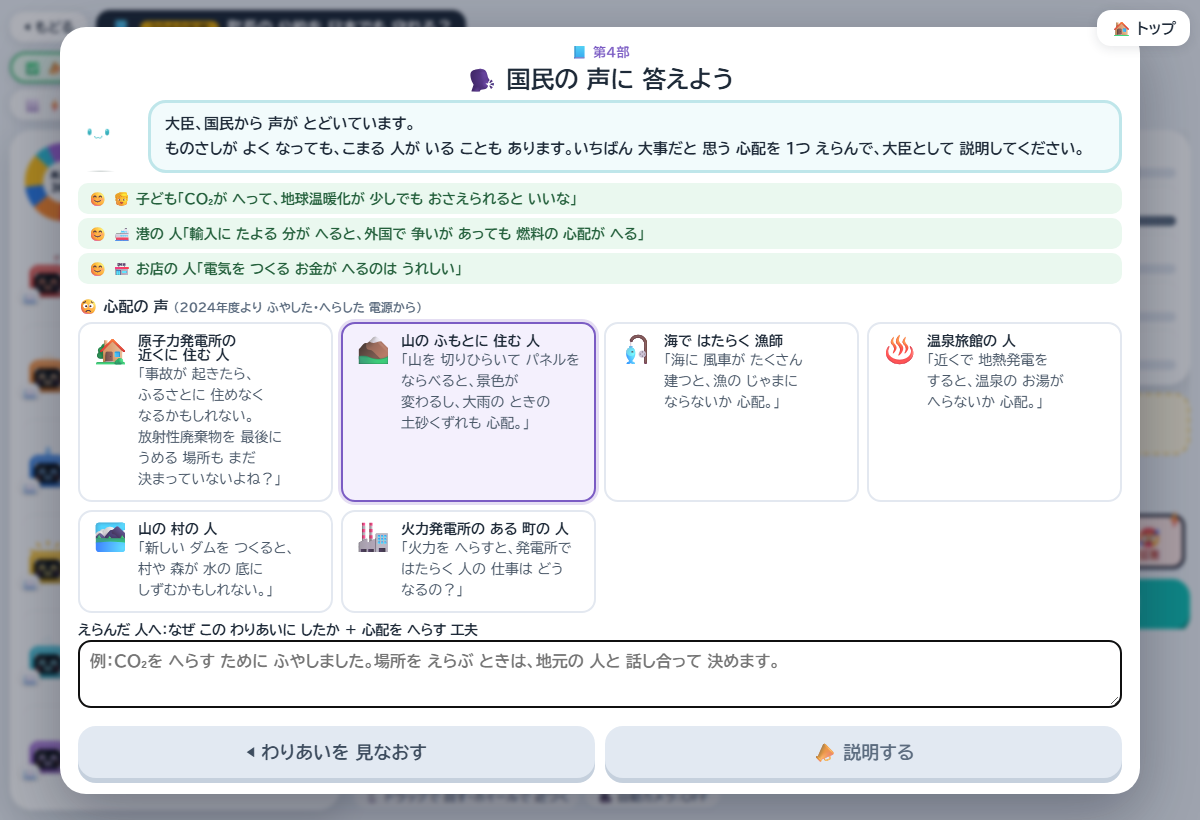 トップ
第4部
国民の 声に 答えよう
大臣、国民から 声が とどいています。
ものさしが よく なっても、こまる 人が いる ことも あります。いちばん 大事だと 思う 心配を 1つ えらんで、大臣として 説明してください。
子ども「CO₂が へって、地球温暖化が 少しでも おさえられると いいな」
港の 人「輸入に たよる 分が へると、外国で 争いが あっても 燃料の 心配が へる」
お店の 人「電気を つくる お金が へるのは うれしい」
心配の 声 (2024年度より ふやした・へらした 電源から)
原子力発電所の
近くに 住む 人
「事故が 起きたら、
ふるさとに 住めなく
なるかもしれない。
放射性廃棄物を 最後に
うめる 場所も まだ
決まっていないよね?」
山の ふもとに 住む 人
「山を 切りひらいて パネルを
ならべると、景色が
変わるし、大雨の ときの
土砂くずれも 心配。」
海で はたらく 漁師
「海に 風車が たくさん
建つと、漁の じゃまに
ならないか 心配。」
温泉旅館の 人
「近くで 地熱発電を
すると、温泉の お湯が
へらないか 心配。」
山の 村の 人
「新しい ダムを つくると、
村や 森が 水の 底に
しずむかもしれない。」
火力発電所の ある 町の 人
「火力を へらすと、発電所で
はたらく 人の 仕事は どう
なるの?」
えらんだ 人へ:なぜ この わりあいに したか + 心配を へらす 工夫
例:CO₂を へらす ために ふやしました。場所を えらぶ ときは、地元の 人と 話し合って 決めます。
わりあいを 見なおす
説明する